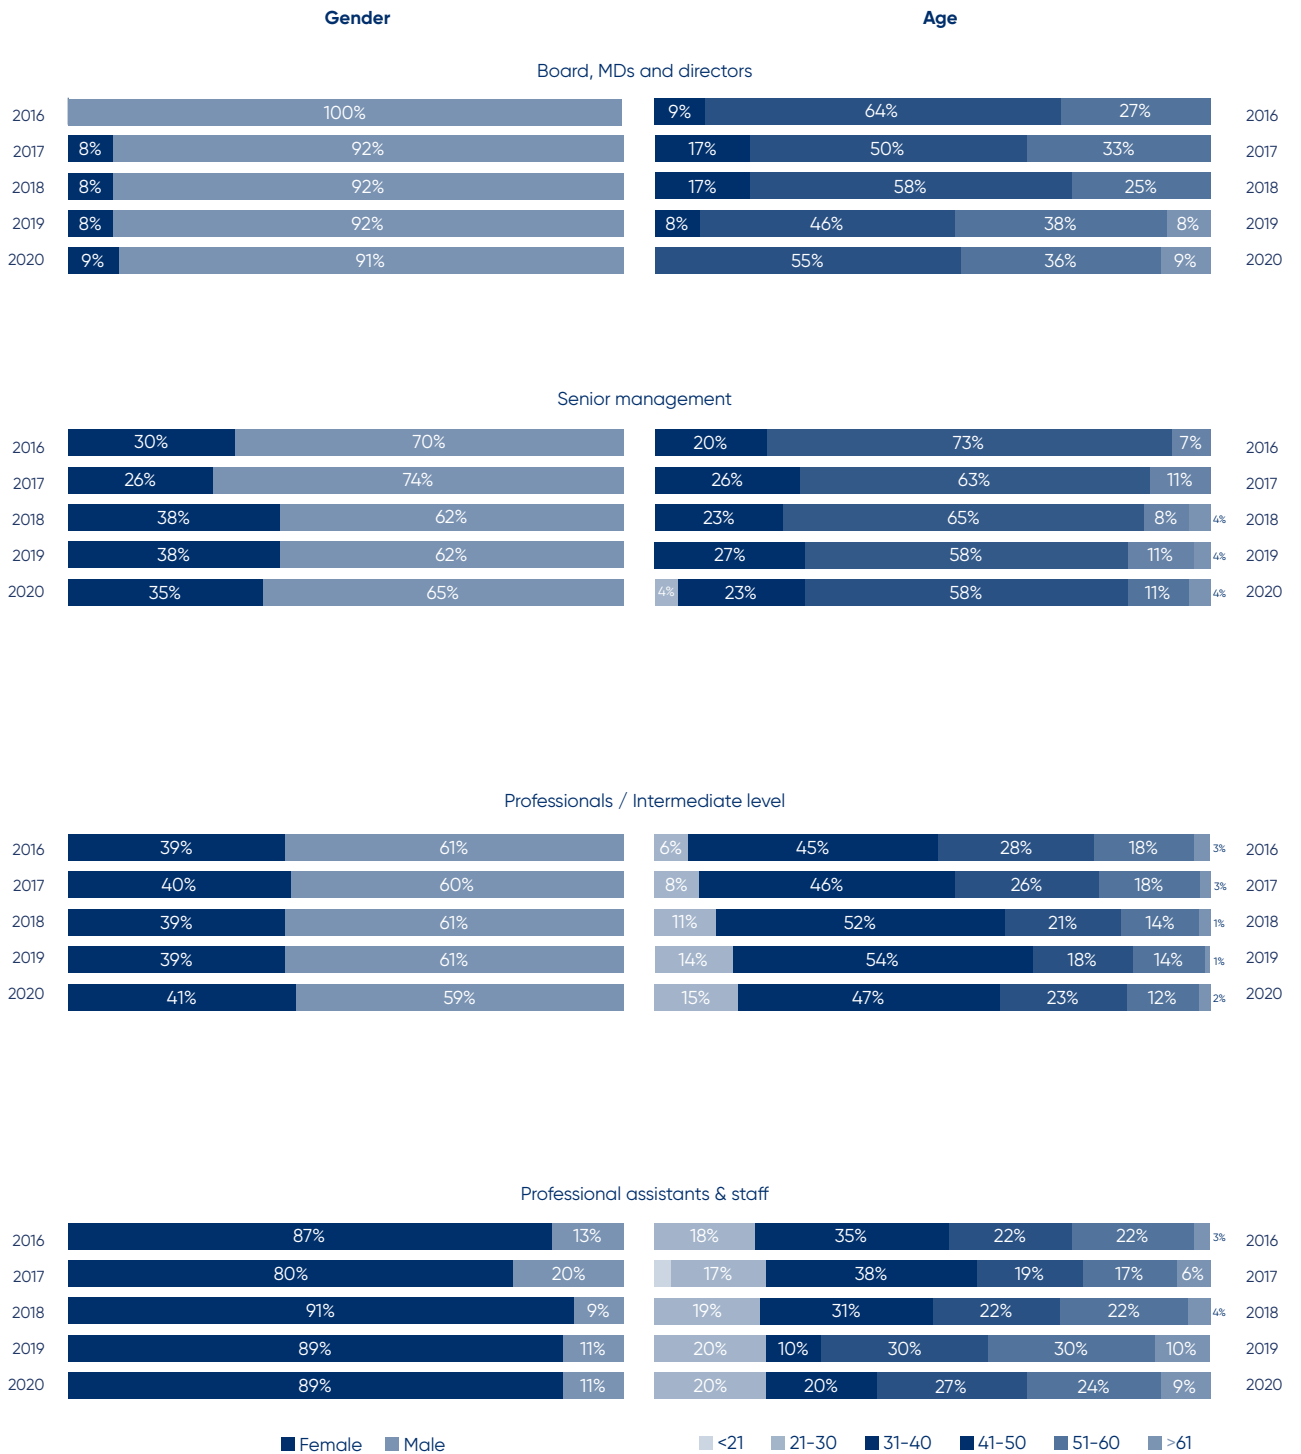 Gender Age
Board, MDs and directors
2016 100% 9% 64% 27% 2016
2017 8% 92% 17% 50% 33% 2017
2018 8% 92% 17% 58% 25% 2018
2019 8% 92% 8% 46% 38% 8% 2019
2020 9% 91% 55% 36% 9% 2020
Senior management
2016 30% 70% 20% 73% 7% 2016
2017 26% 74% 26% 63% 11% 2017
2018 38% 62% 23% 65% 8% 4% 2018
2019 38% 62% 27% 58% 11% 4% 2019
2020 35% 65% 4% 23% 58% 11% 4% 2020
Professionals / Intermediate level
2016 39% 61% 6% 45% 28% 18% 3% 2016
2017 40% 60% 8% 46% 26% 18% 3% 2017
2018 39% 61% 11% 52% 21% 14% 1% 2018
2019 39% 61% 14% 54% 18% 14% 1% 2019
2020 41% 59% 15% 47% 23% 12% 2% 2020
Professional assistants & staff
2016 87% 13% 18% 35% 22% 22% 3% 2016
2017 80% 20% 17% 38% 19% 17% 6% 2017
2018 91% 9% 19% 31% 22% 22% 4% 2018
2019 89% 11% 20% 10% 30% 30% 10% 2019
2020 89% 11% 20% 20% 27% 24% 9% 2020
Female Male <21 21-30 31-40 41-50 51-60 >61